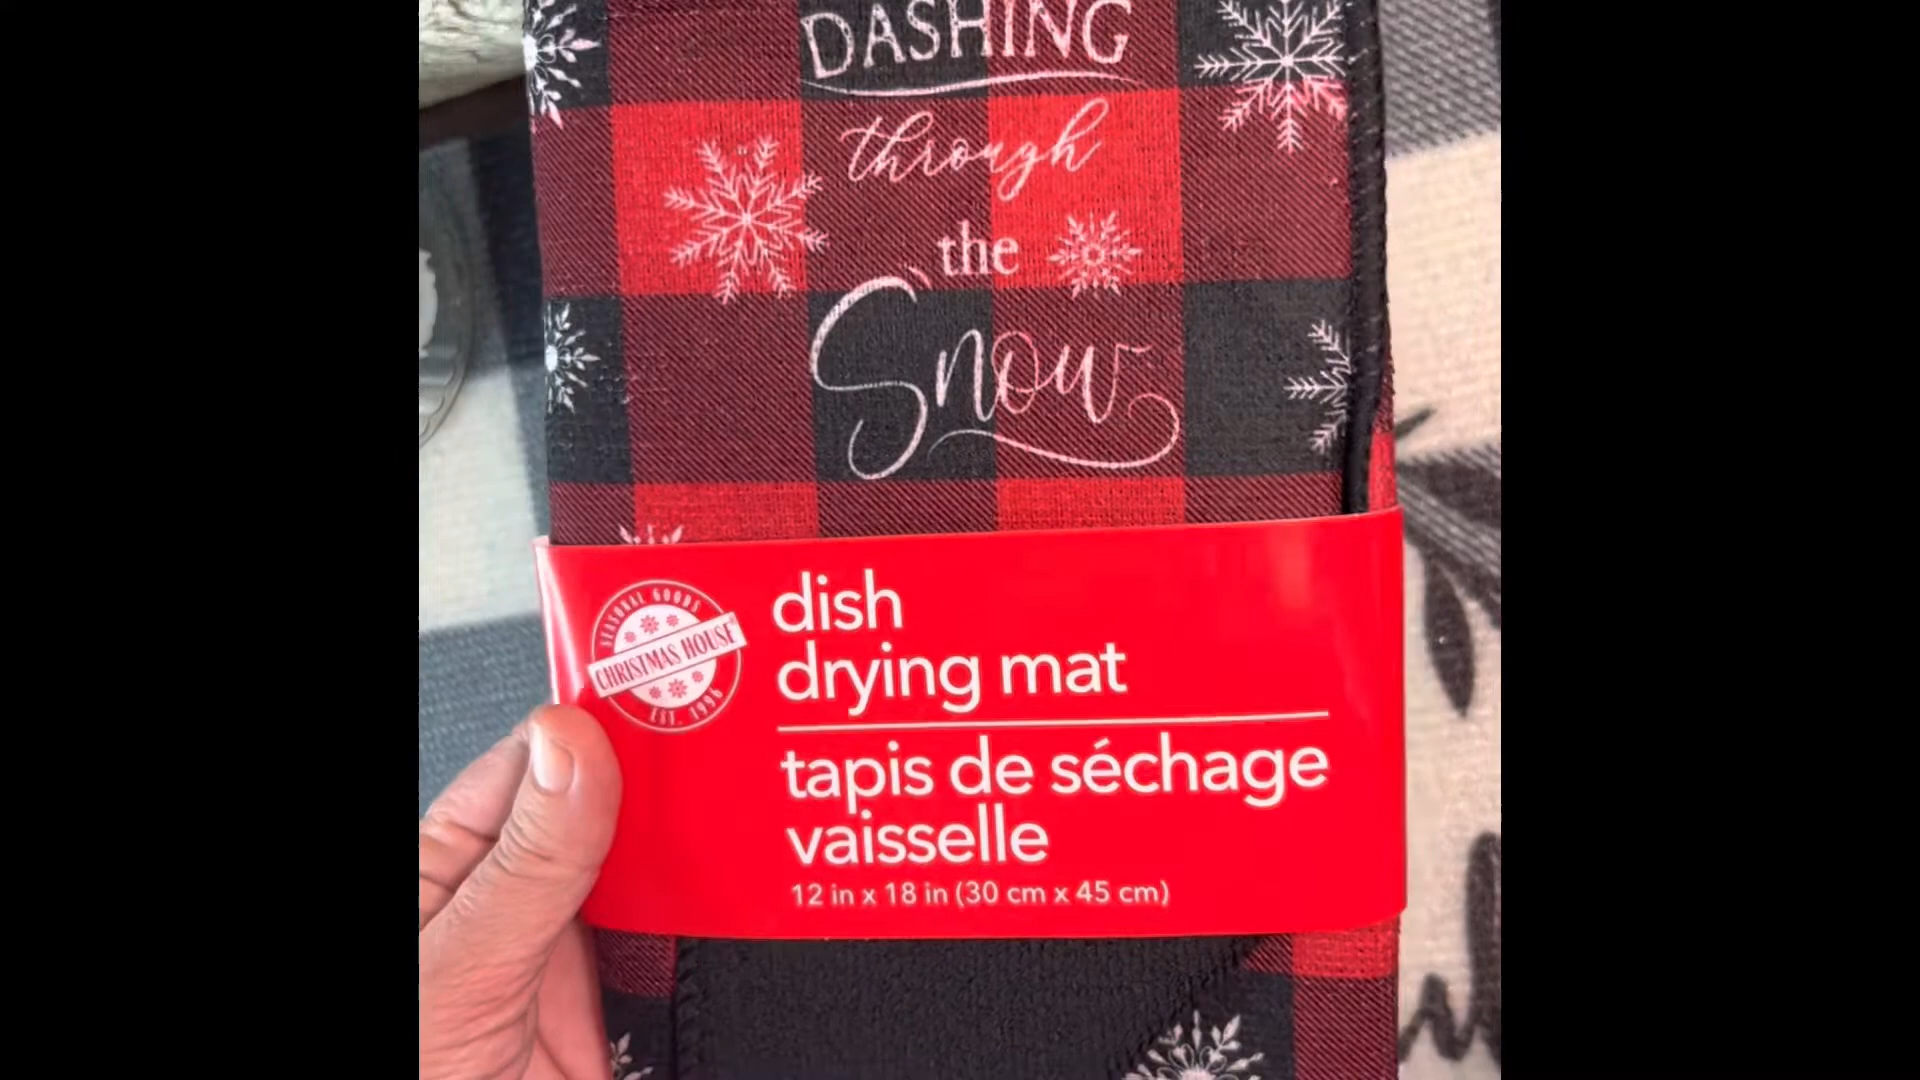 DASHING
through
the
Snow
SEASONAL GOODS
CHRISTMAS HOUSE®
EST. 1996
dish
drying mat
tapis de séchage
vaisselle
12 in x 18 in (30 cm x 45 cm)